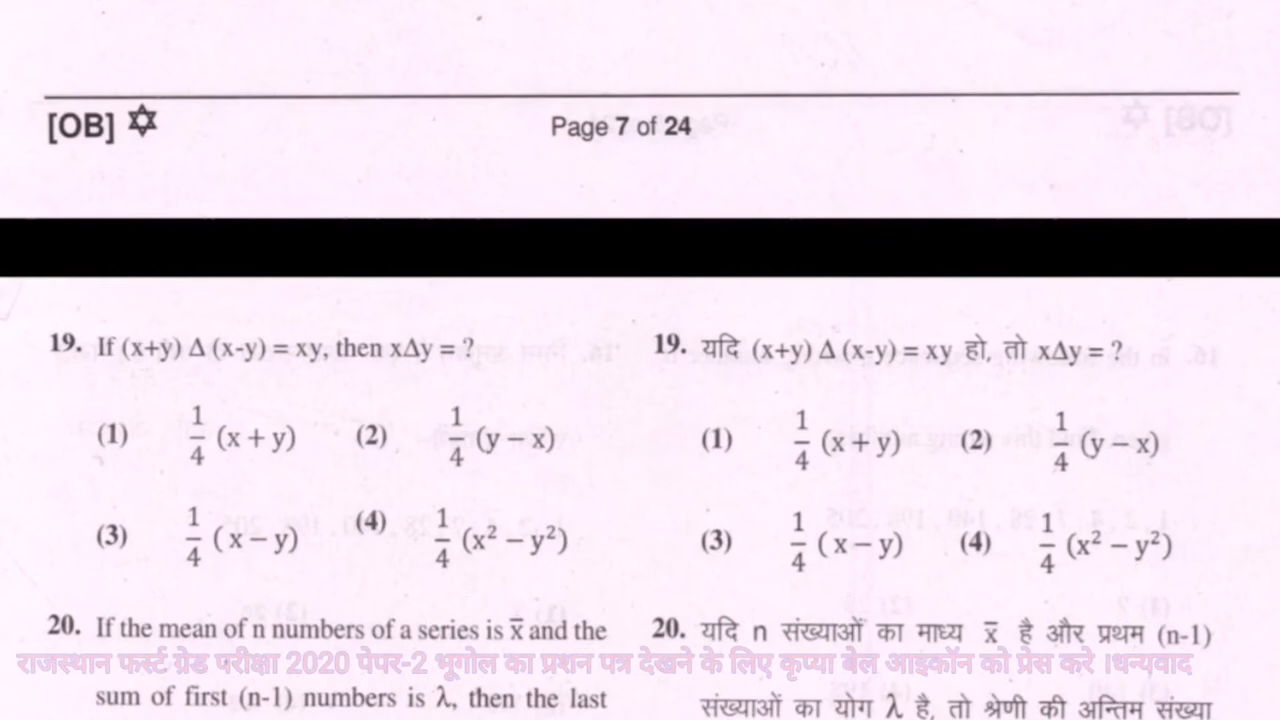 [OB] ✡ Page 7 of 24
19. If (x+y) Δ (x-y) = xy, then xΔy = ?
(1) 1/4 (x + y) (2) 1/4 (y – x)
(3) 1/4 ( x – y) (4) 1/4 (x² – y²)
20. If the mean of n numbers of a series is x̅ and the
sum of first (n-1) numbers is λ, then the last
19. यदि (x+y) Δ (x-y) = xy हो, तो xΔy = ?
(1) 1/4 (x + y) (2) 1/4 (y – x)
(3) 1/4 ( x – y) (4) 1/4 (x² – y²)
20. यदि n संख्याओं का माध्य x̅ है और प्रथम (n-1)
संख्याओं का योग λ है, तो श्रेणी की अन्तिम संख्या
राजस्थान फर्स्ट ग्रेड परीक्षा 2020 पेपर-2 भूगोल का प्रशन पत्र देखने के लिए कृप्या बेल आइकॉन को प्रेस करे ।धन्यवाद